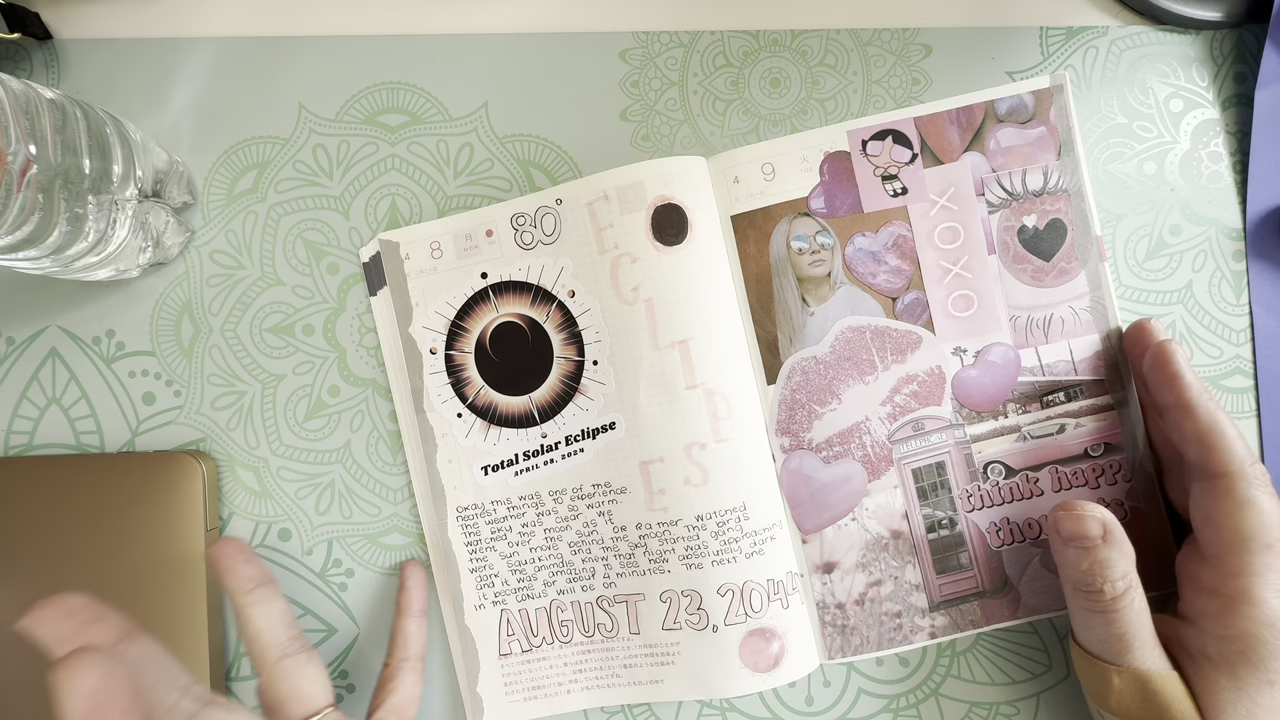 4 8 月 MON
80°
ECLIPSE
Total Solar Eclipse
APRIL 08, 2024
Okay, this was one of the
neatest things to experience.
The weather was so warm.
The sky was clear. We
watched the moon as it
went over the sun. OR Rather, watched
the sun move behind the moon. The birds
were squaking and the sky started going
dark. The animals knew that night was approaching
and it was amazing to see how absolutely dark
it became for about 4 minutes. The next one
in the CONUS will be on
AUGUST 23, 2044
4 9 火 TUE
XOXO
TELEPHONE
think happy